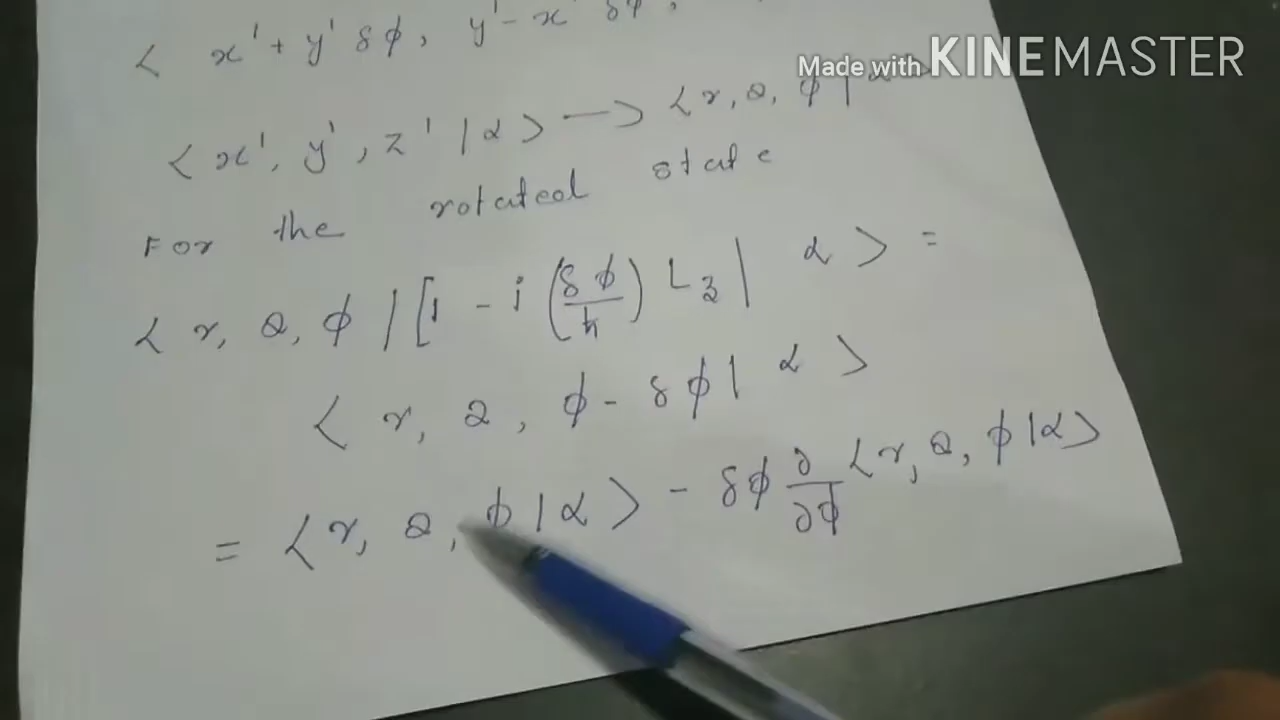 < x' + y' δϕ, y' - x' δϕ,
Made with KINEMASTER
< x', y', z' | α > → < r, θ, ϕ | α >
For the rotated state
< r, θ, ϕ | [1 - i (δϕ/ħ) L_z | α > =
< r, θ, ϕ - δϕ | α >
= < r, θ, ϕ | α > - δϕ ∂/∂ϕ < r, θ, ϕ | α >